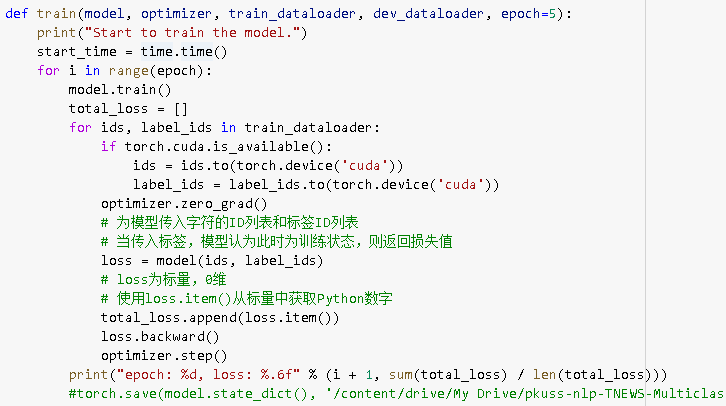 def train(model, optimizer, train_dataloader, dev_dataloader, epoch=5):
    print("Start to train the model.")
    start_time = time.time()
    for i in range(epoch):
        model.train()
        total_loss = []
        for ids, label_ids in train_dataloader:
            if torch.cuda.is_available():
                ids = ids.to(torch.device('cuda'))
                label_ids = label_ids.to(torch.device('cuda'))
            optimizer.zero_grad()
            # 为模型传入字符的ID列表和标签ID列表
            # 当传入标签，模型认为此时为训练状态，则返回损失值
            loss = model(ids, label_ids)
            # loss为标量，0维
            # 使用loss.item()从标量中获取Python数字
            total_loss.append(loss.item())
            loss.backward()
            optimizer.step()
        print("epoch: %d, loss: %.6f" % (i + 1, sum(total_loss) / len(total_loss)))
        #torch.save(model.state_dict(), '/content/drive/My Drive/pkuss-nlp-TNEWS-Multiclas